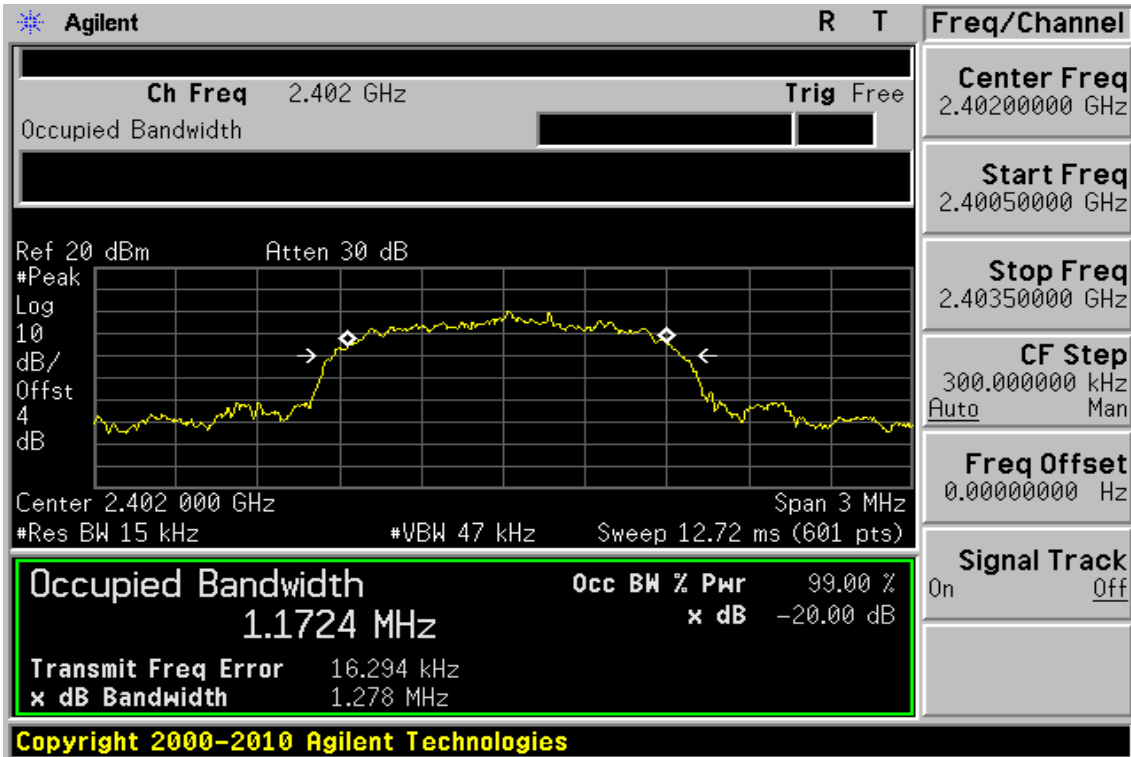 Agilent R T
Ch Freq 2.402 GHz Trig Free
Occupied Bandwidth
Ref 20 dBm Atten 30 dB
#Peak
Log
10
dB/
Offst
4
dB
Center 2.402 000 GHz Span 3 MHz
#Res BW 15 kHz #VBW 47 kHz Sweep 12.72 ms (601 pts)
Occupied Bandwidth
1.1724 MHz
Occ BW % Pwr 99.00 %
x dB -20.00 dB
Transmit Freq Error 16.294 kHz
x dB Bandwidth 1.278 MHz
Copyright 2000-2010 Agilent Technologies
Freq/Channel
Center Freq
2.40200000 GHz
Start Freq
2.40050000 GHz
Stop Freq
2.40350000 GHz
CF Step
300.000000 kHz
Auto Man
Freq Offset
0.00000000 Hz
Signal Track
On Off